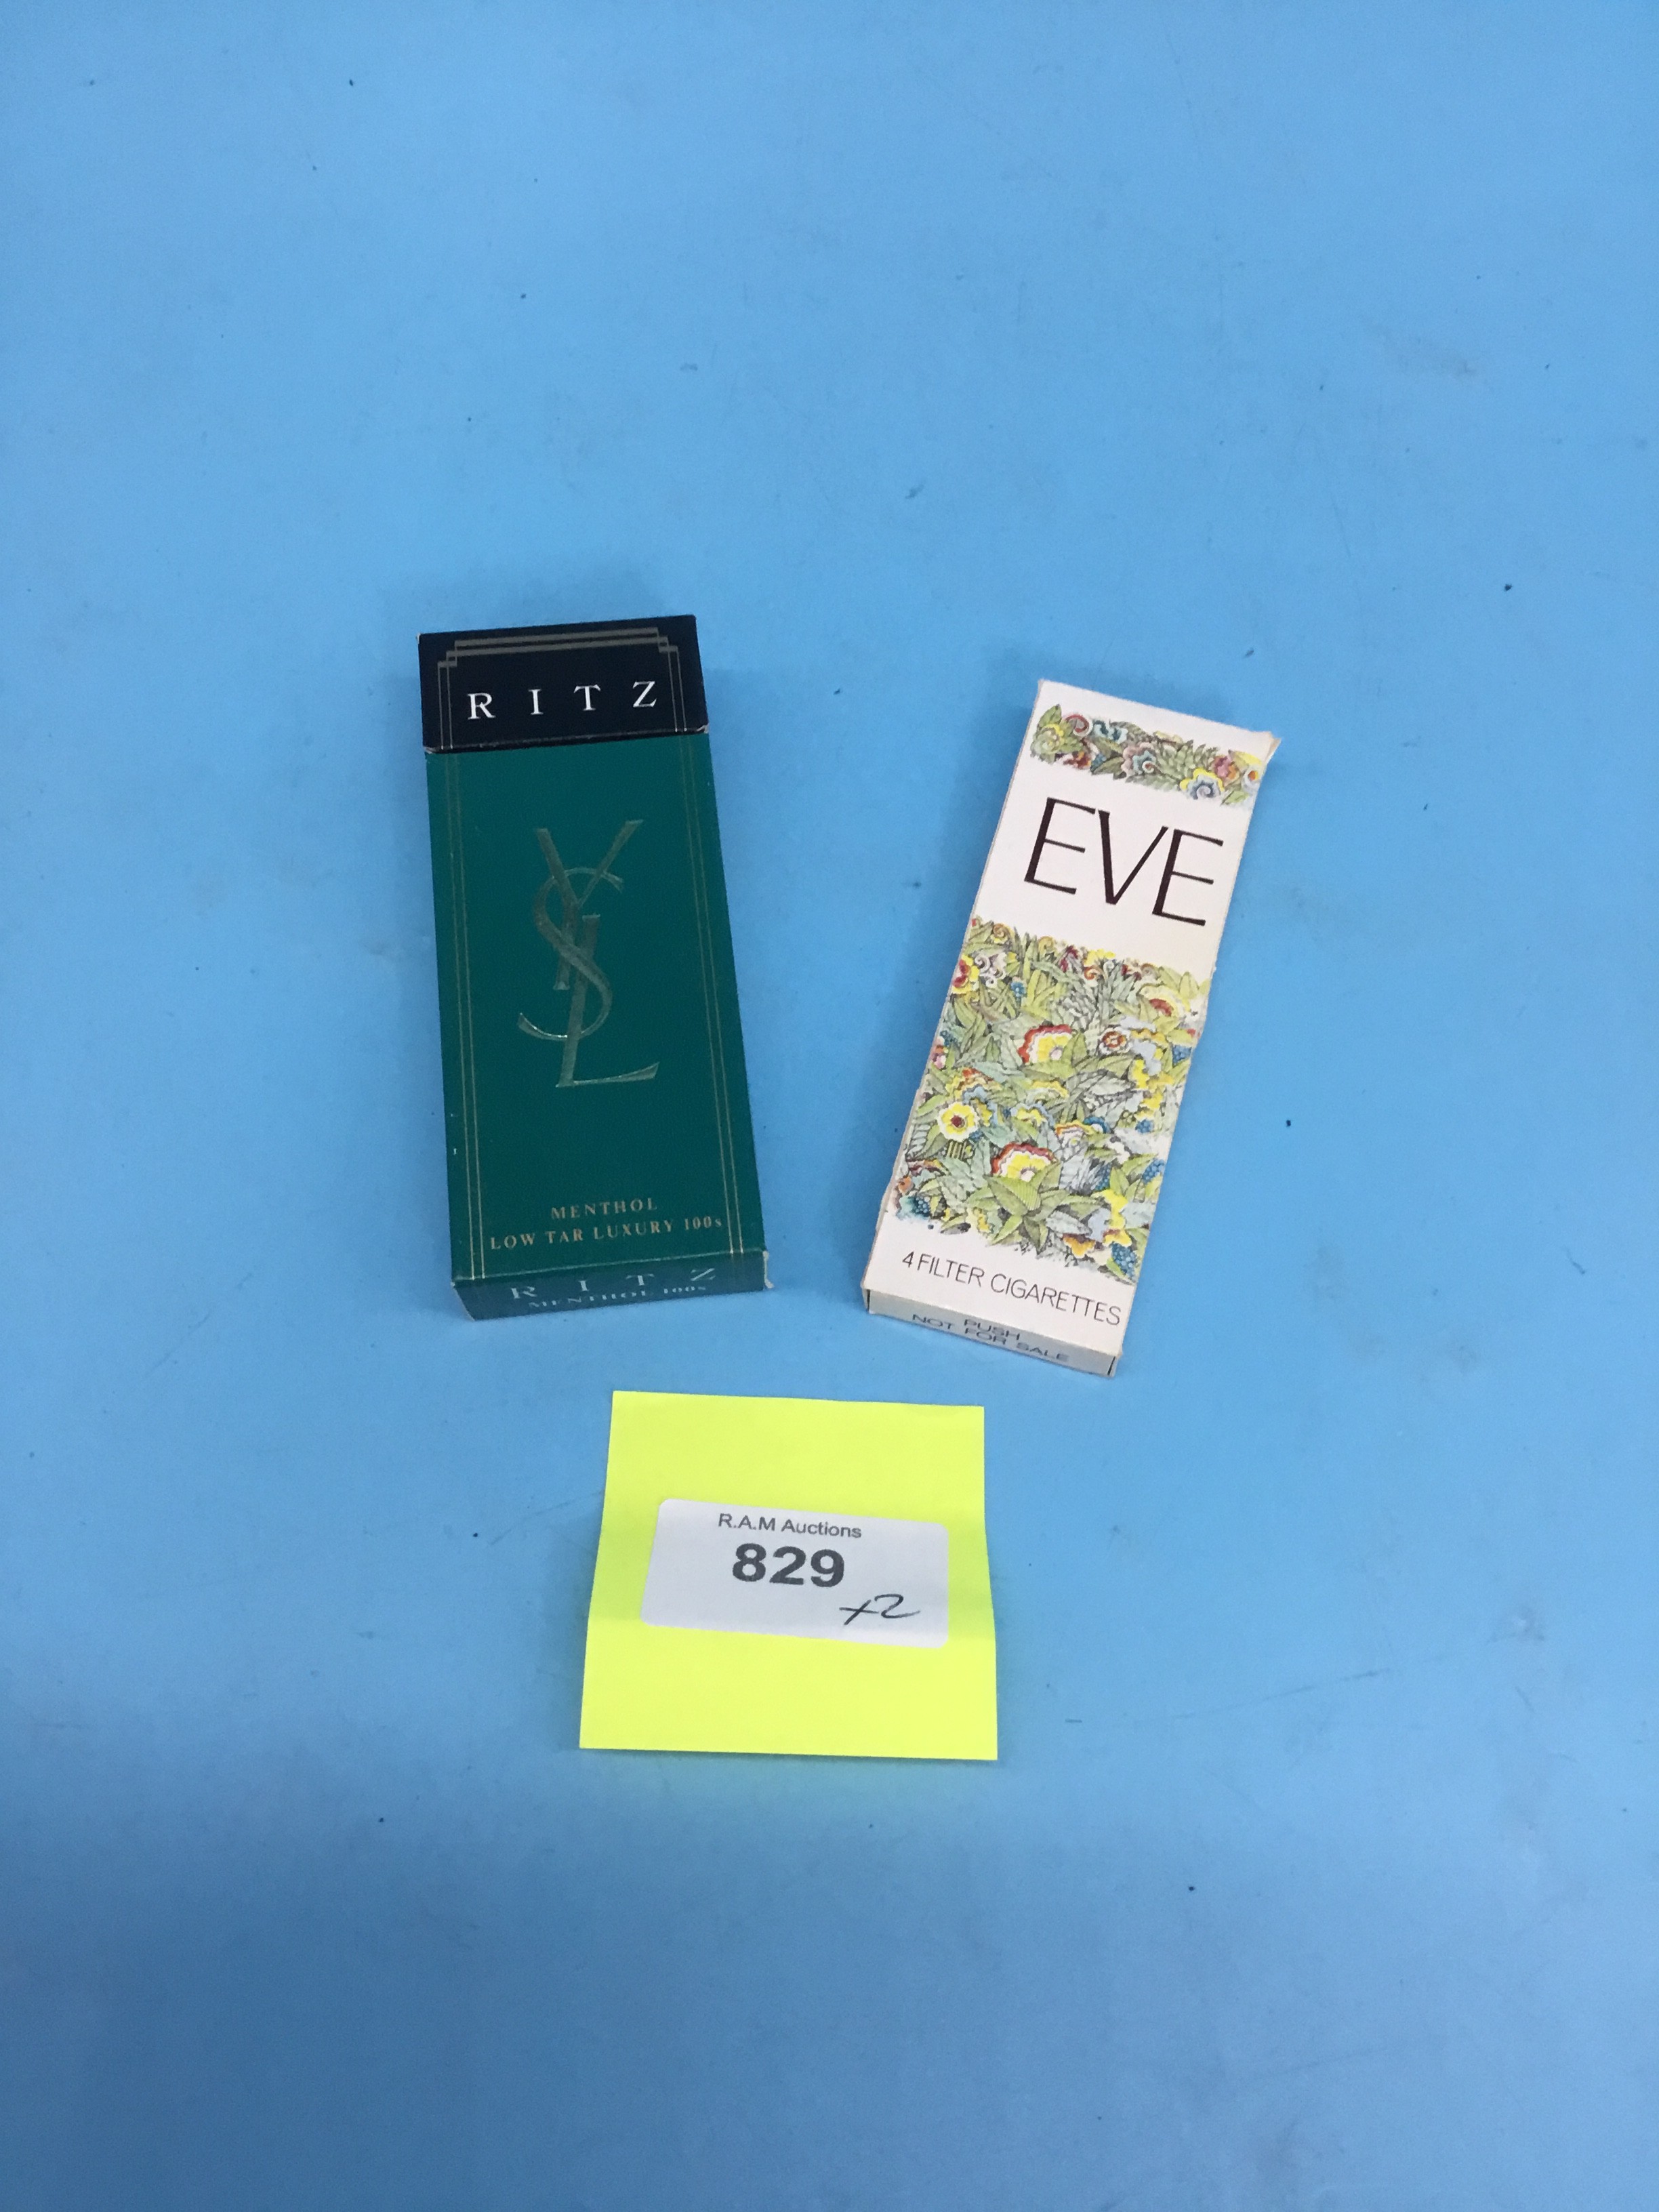 RITZ
YSL
MENTHOL
LOW TAR LUXURY 100s
RITZ
MENTHOL 100s
EVE
4 FILTER CIGARETTES
PUSH
NOT FOR SALE
R.A.M Auctions
829
x2